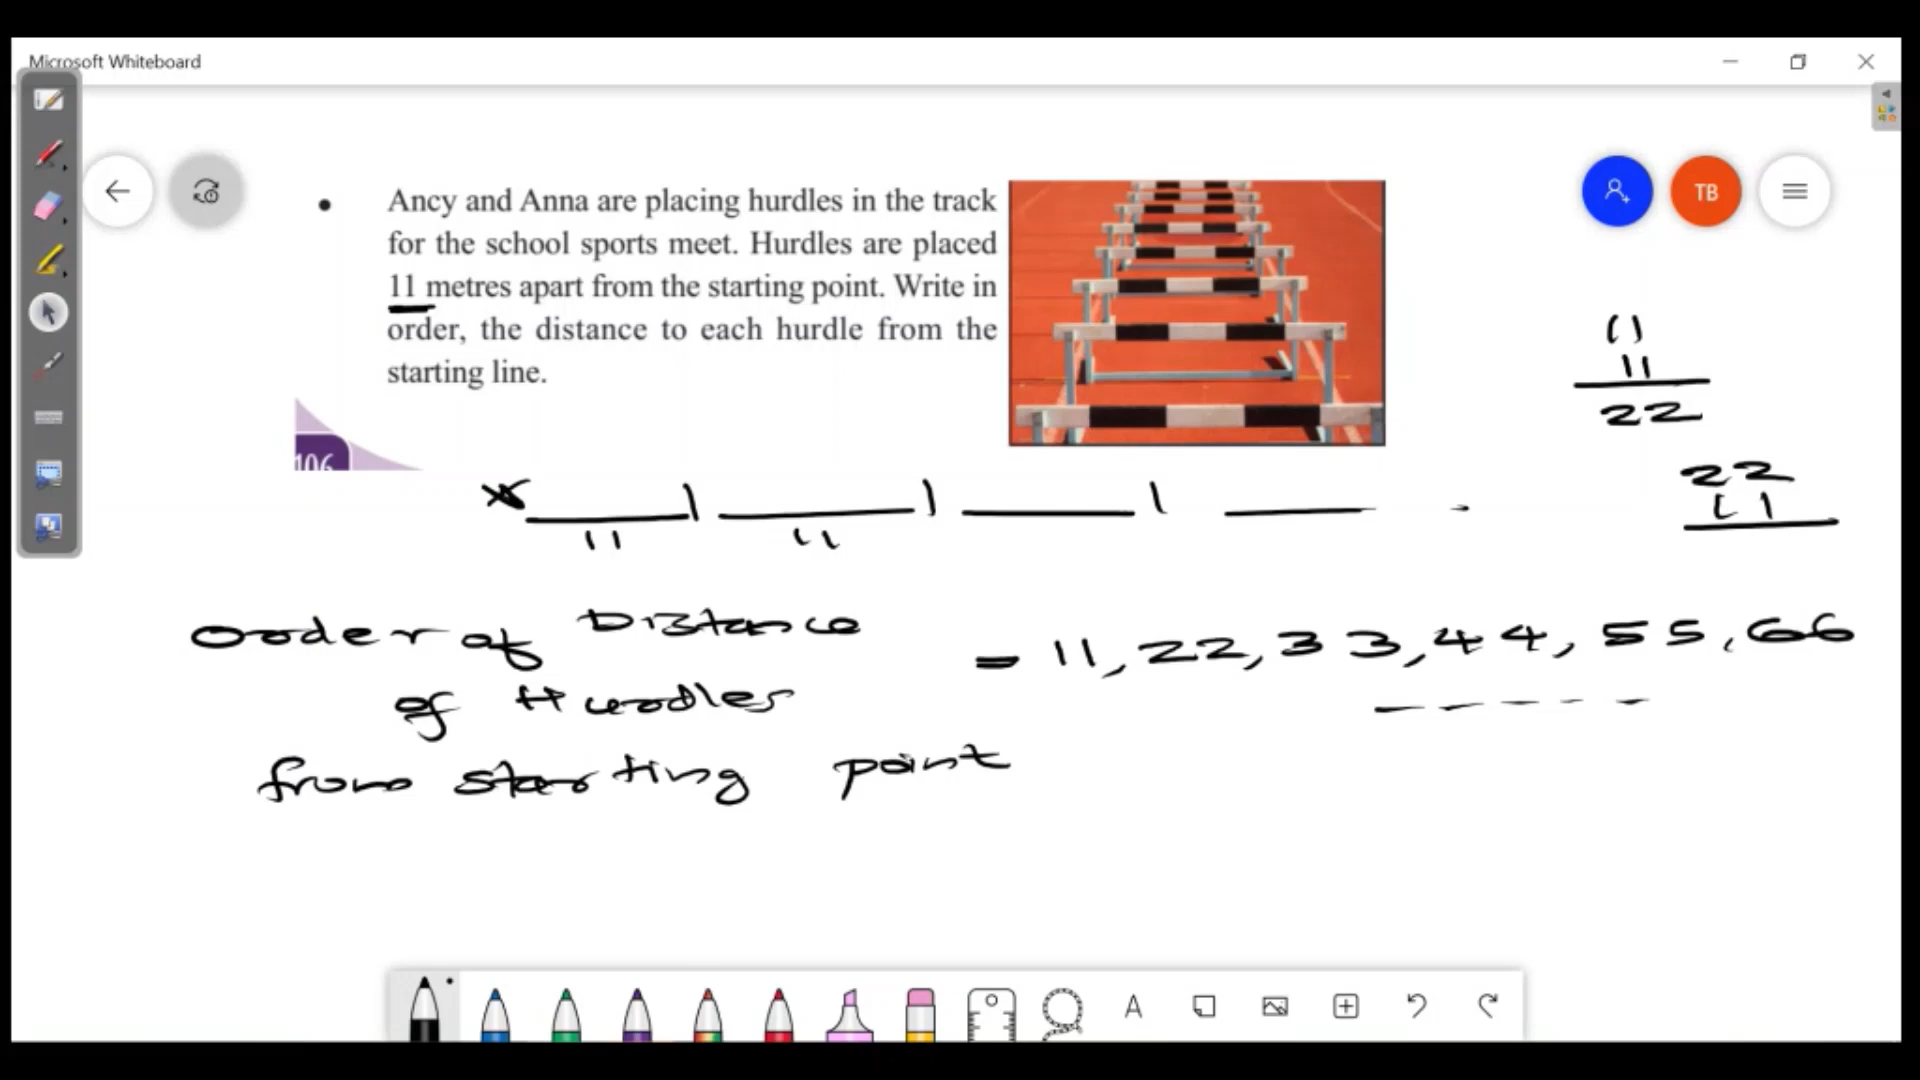 Microsoft Whiteboard
TB
Ancy and Anna are placing hurdles in the track
for the school sports meet. Hurdles are placed
11 metres apart from the starting point. Write in
order, the distance to each hurdle from the
starting line.
106
11
11
22
22
11
11 11
Order of Distance
of Hurdles
from starting point
= 11, 22, 33, 44, 55, 66